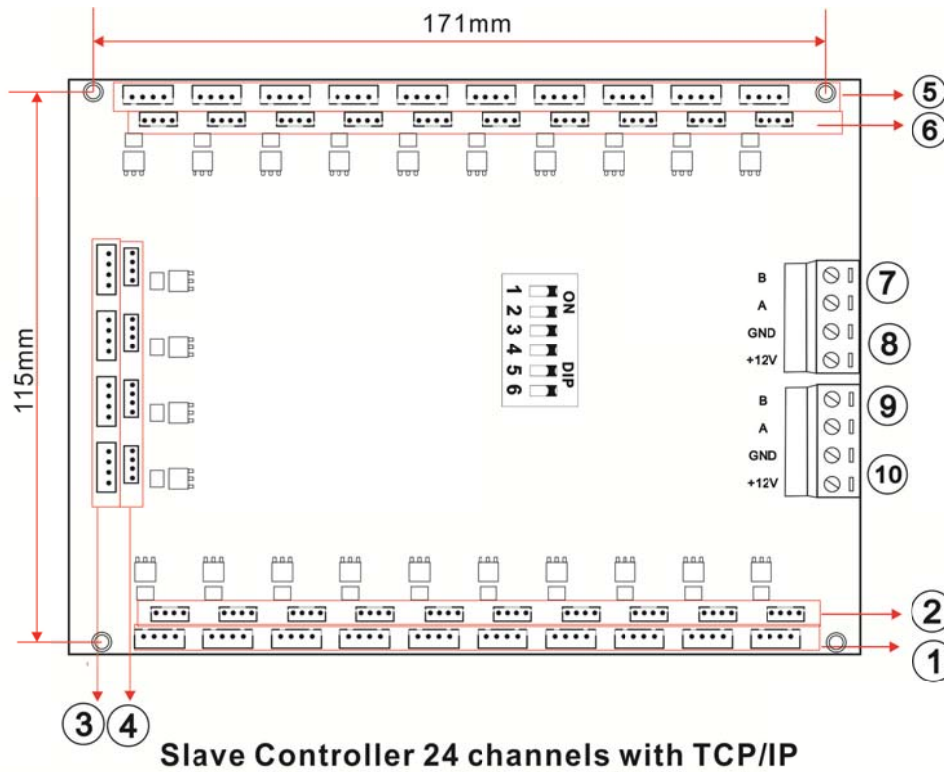 171mm
5
6
115mm
1 ON
2
3
4
5 DIP
6
B 7
A
GND 8
+12V
B 9
A
GND 10
+12V
2
1
3 4
Slave Controller 24 channels with TCP/IP